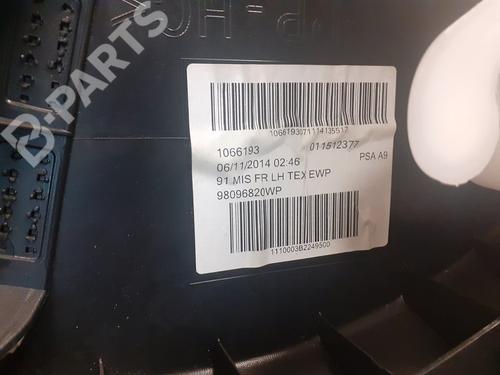 B-parts
P-HC
1066193071114135517
1066193 011512377
06/11/2014 02:46 PSA A9
91 MIS FR LH TEX EWP
98096820WP
1110003B2249500